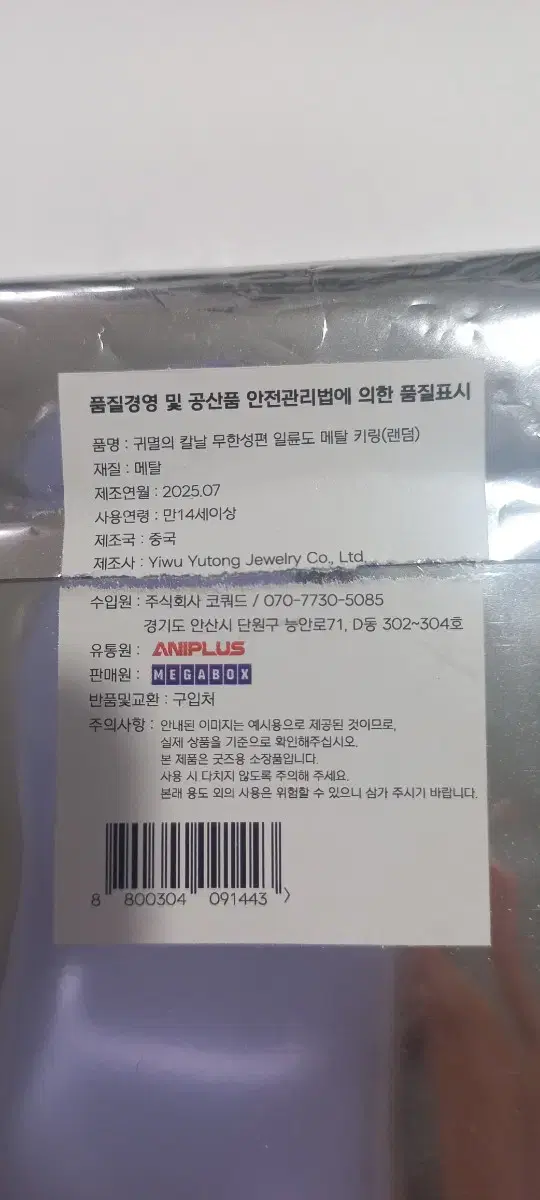 품질경영 및 공산품 안전관리법에 의한 품질표시
품명 : 귀멸의 칼날 무한성편 일륜도 메탈 키링(랜덤)
재질 : 메탈
제조연월 : 2025.07
사용연령 : 만14세이상
제조국 : 중국
제조사 : Yiwu Yutong Jewelry Co., Ltd.
수입원 : 주식회사 코쿼드 / 070-7730-5085
경기도 안산시 단원구 능안로71, D동 302~304호
유통원 : ANIPLUS
판매원 : MEGABOX
반품및교환 : 구입처
주의사항 : 안내된 이미지는 예시용으로 제공된 것이므로,
실제 상품을 기준으로 확인해주십시오.
본 제품은 굿즈용 소장품입니다.
사용 시 다치지 않도록 주의해 주세요.
본래 용도 외의 사용은 위험할 수 있으니 삼가 주시기 바랍니다.
8 800304 091443